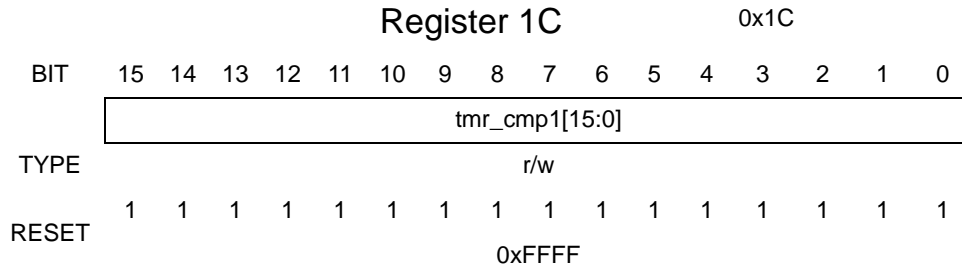 Register 1C 0x1C
BIT 15 14 13 12 11 10 9 8 7 6 5 4 3 2 1 0
tmr_cmp1[15:0]
TYPE r/w
RESET 1 1 1 1 1 1 1 1 1 1 1 1 1 1 1 1
0xFFFF